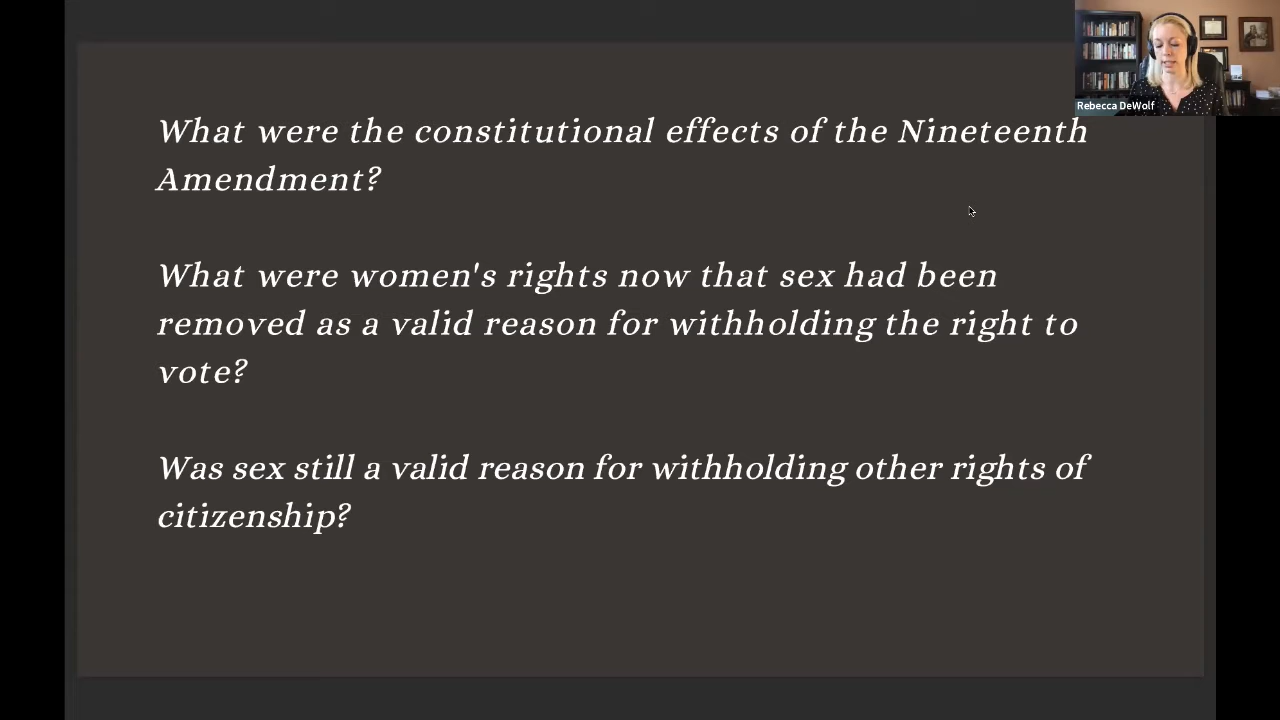 Rebecca DeWolf
What were the constitutional effects of the Nineteenth
Amendment?
What were women's rights now that sex had been
removed as a valid reason for withholding the right to
vote?
Was sex still a valid reason for withholding other rights of
citizenship?